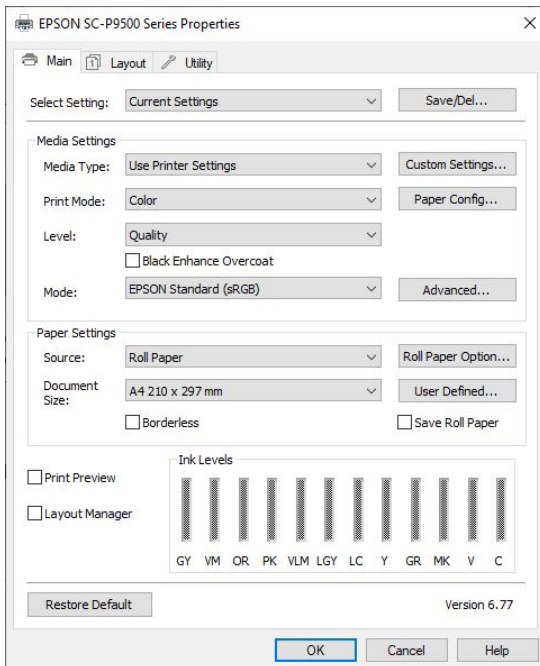 EPSON SC-P9500 Series Properties
Main
Layout
Utility
Select Setting:
Current Settings
Save/Del...
Media Settings
Media Type:
Use Printer Settings
Custom Settings...
Print Mode:
Color
Paper Config...
Level:
Quality
Black Enhance Overcoat
Mode:
EPSON Standard (sRGB)
Advanced...
Paper Settings
Source:
Roll Paper
Roll Paper Option...
Document
Size:
A4 210 x 297 mm
User Defined...
Borderless
Save Roll Paper
Print Preview
Layout Manager
Ink Levels
GY VM OR PK VLM LGY LC Y GR MK V C
Restore Default
Version 6.77
OK
Cancel
Help